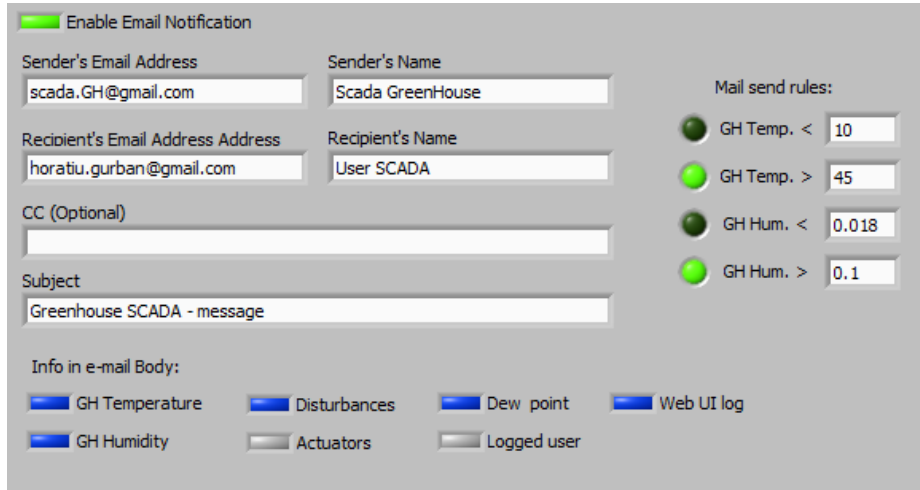 Enable Email Notification
Sender's Email Address
Sender's Name
scada.GH@gmail.com
Scada GreenHouse
Recipient's Email Address Address
Recipient's Name
horatiu.gurban@gmail.com
User SCADA
CC (Optional)
Subject
Greenhouse SCADA - message
Mail send rules:
GH Temp. < 10
GH Temp. > 45
GH Hum. < 0.018
GH Hum. > 0.1
Info in e-mail Body:
GH Temperature
Disturbances
Dew point
Web UI log
GH Humidity
Actuators
Logged user